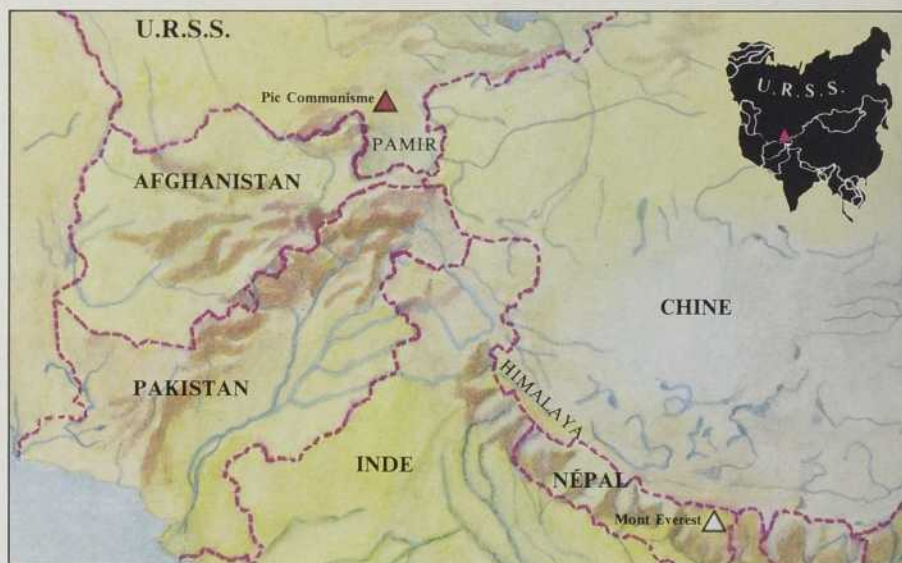 U.R.S.S.
U.R.S.S.
Pic Communisme
PAMIR
AFGHANISTAN
CHINE
PAKISTAN
HIMALAYA
INDE
NÉPAL
Mont Everest